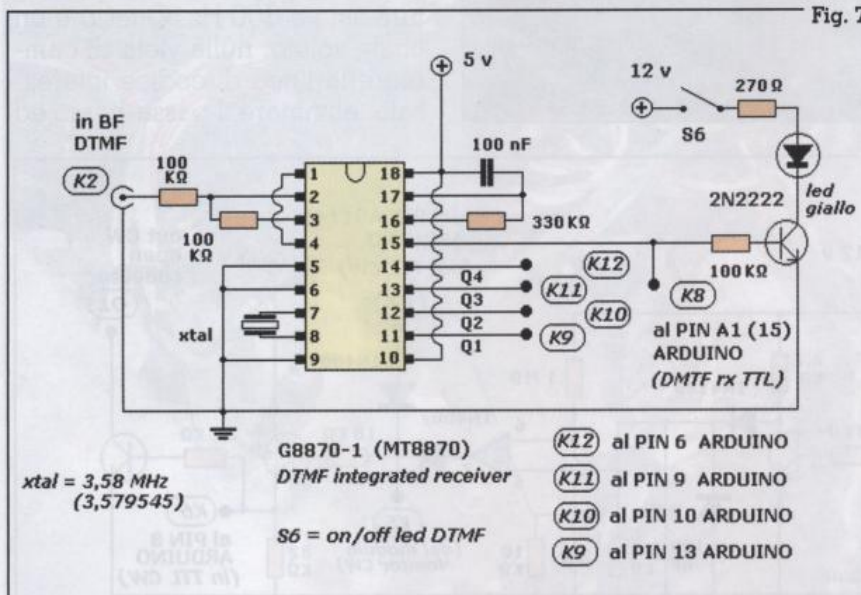 Fig. 7
in BF
DTMF
K2
100
KΩ
100
KΩ
5 v
100 nF
330 KΩ
12 v
S6
270 Ω
led
giallo
2N2222
100 KΩ
1
2
3
4
5
6
7
8
9
18
17
16
15
14
13
12
11
10
xtal
Q4
Q3
Q2
Q1
K12
K11
K10
K9
K8
al PIN A1 (15)
ARDUINO
(DMTF rx TTL)
xtal = 3,58 MHz
(3,579545)
G8870-1 (MT8870)
DTMF integrated receiver
S6 = on/off led DTMF
K12 al PIN 6 ARDUINO
K11 al PIN 9 ARDUINO
K10 al PIN 10 ARDUINO
K9 al PIN 13 ARDUINO